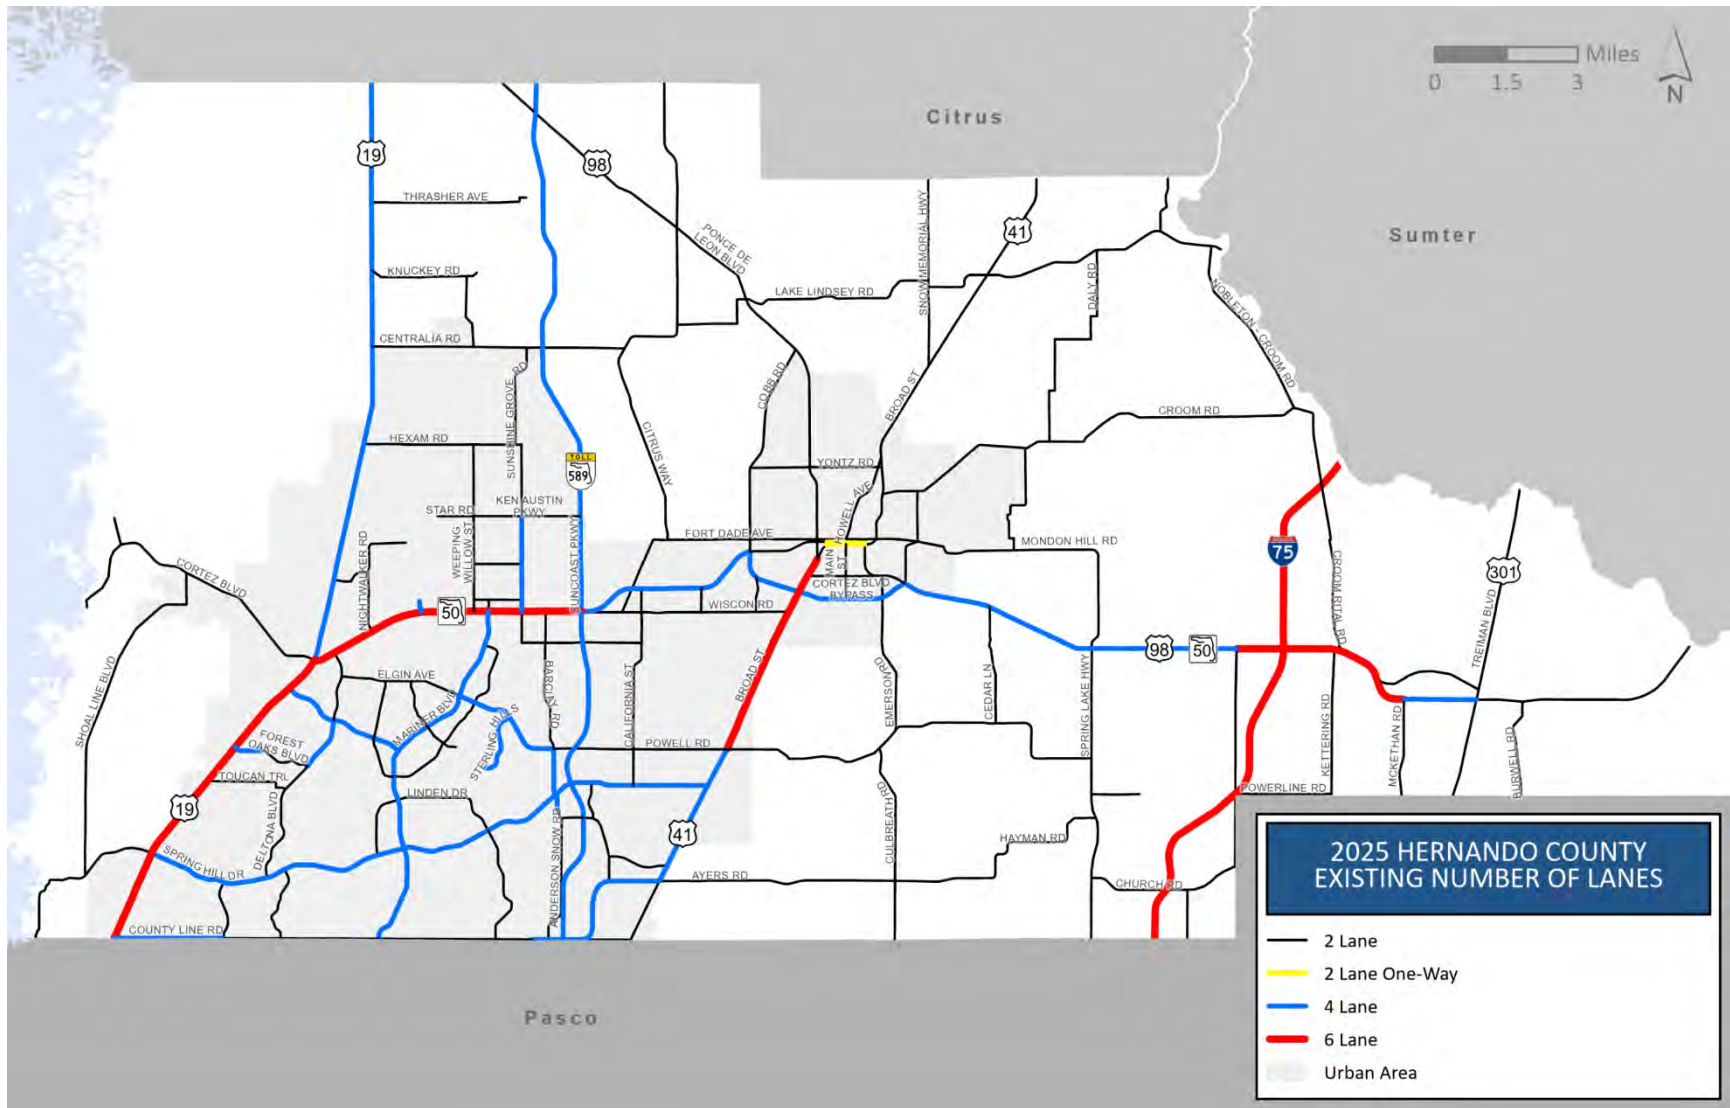 Miles
0 1.5 3
N
Citrus
Sumter
Pasco
19
98
THRASHER AVE
PONCE DE
LEON BLVD
SNOW MEMORIAL HWY
41
KNUCKEY RD
LAKE LINDSEY RD
DALY RD
NOBLETON - CROOM RD
CENTRALIA RD
SUNSHINE GROVE RD
COBB RD
BROAD ST
CROOM RD
HEXAM RD
CITRUS WAY
TOLL
589
YONTZ RD
KEN AUSTIN
PKWY
STAR RD
HOWELL AVE
FORT DADE AVE
MONDON HILL RD
75
CROOM RITAL RD
301
NIGHTWALKER RD
WEEPING
WILLOW ST
SUNCOAST PKWY
MAIN
ST
CORTEZ BLVD
CORTEZ BLVD
BYPASS
50
WISCON RD
TREIMAN BLVD
SHOAL LINE BLVD
ELGIN AVE
BARCLAY RD
CALIFORNIA ST
BROAD ST
EMERSON RD
CEDAR LN
SPRING LAKE HWY
98
50
MARINER BLVD
STERLING HILLS
FOREST
OAKS BLVD
POWELL RD
KETTERING RD
MCKETHAN RD
BURWELL RD
TOUCAN TRL
LINDEN DR
POWERLINE RD
19
DELTONA BLVD
ANDERSON SNOW RD
41
CULBREATH RD
HAYMAN RD
SPRING HILL DR
AYERS RD
CHURCH RD
COUNTY LINE RD
2025 HERNANDO COUNTY
EXISTING NUMBER OF LANES
2 Lane
2 Lane One-Way
4 Lane
6 Lane
Urban Area